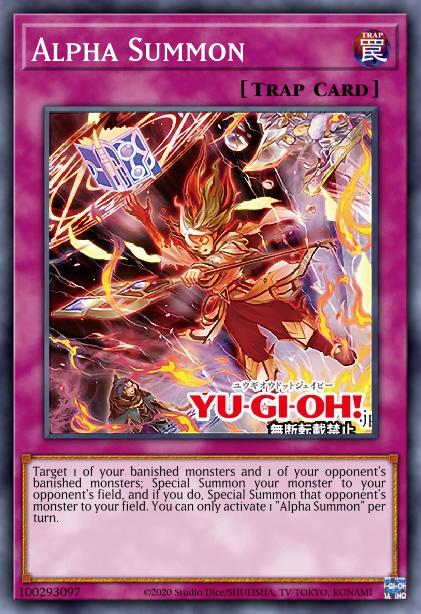 Alpha Summon
TRAP
罠
[Trap Card]
ユウギオウドットジェイピー
YU-GI-OH!
無断転載禁止
Target 1 of your banished monsters and 1 of your opponent's
banished monsters; Special Summon your monster to your
opponent's field, and if you do, Special Summon that opponent's
monster to your field. You can only activate 1 "Alpha Summon" per
turn.
100293097
©2020 Studio Dice/SHUEISHA, TV TOKYO, KONAMI